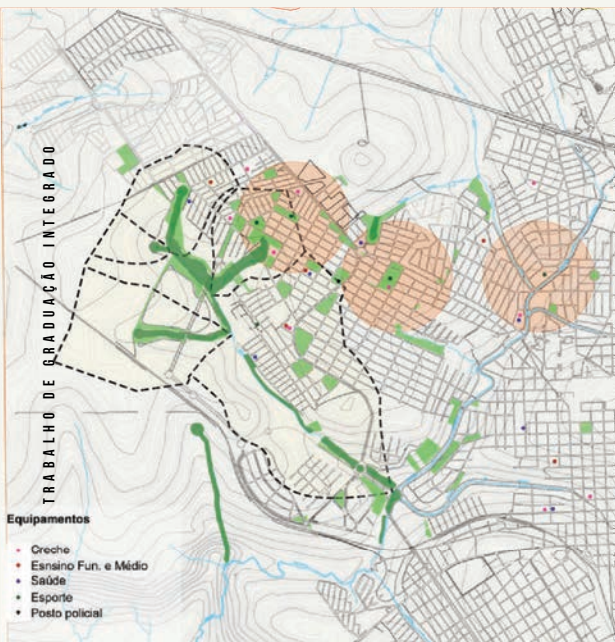 TRABALHO DE GRADUAÇÃO INTEGRADO
Equipamentos
Creche
Esnsino Fun. e Médio
Saúde
Esporte
Posto policial